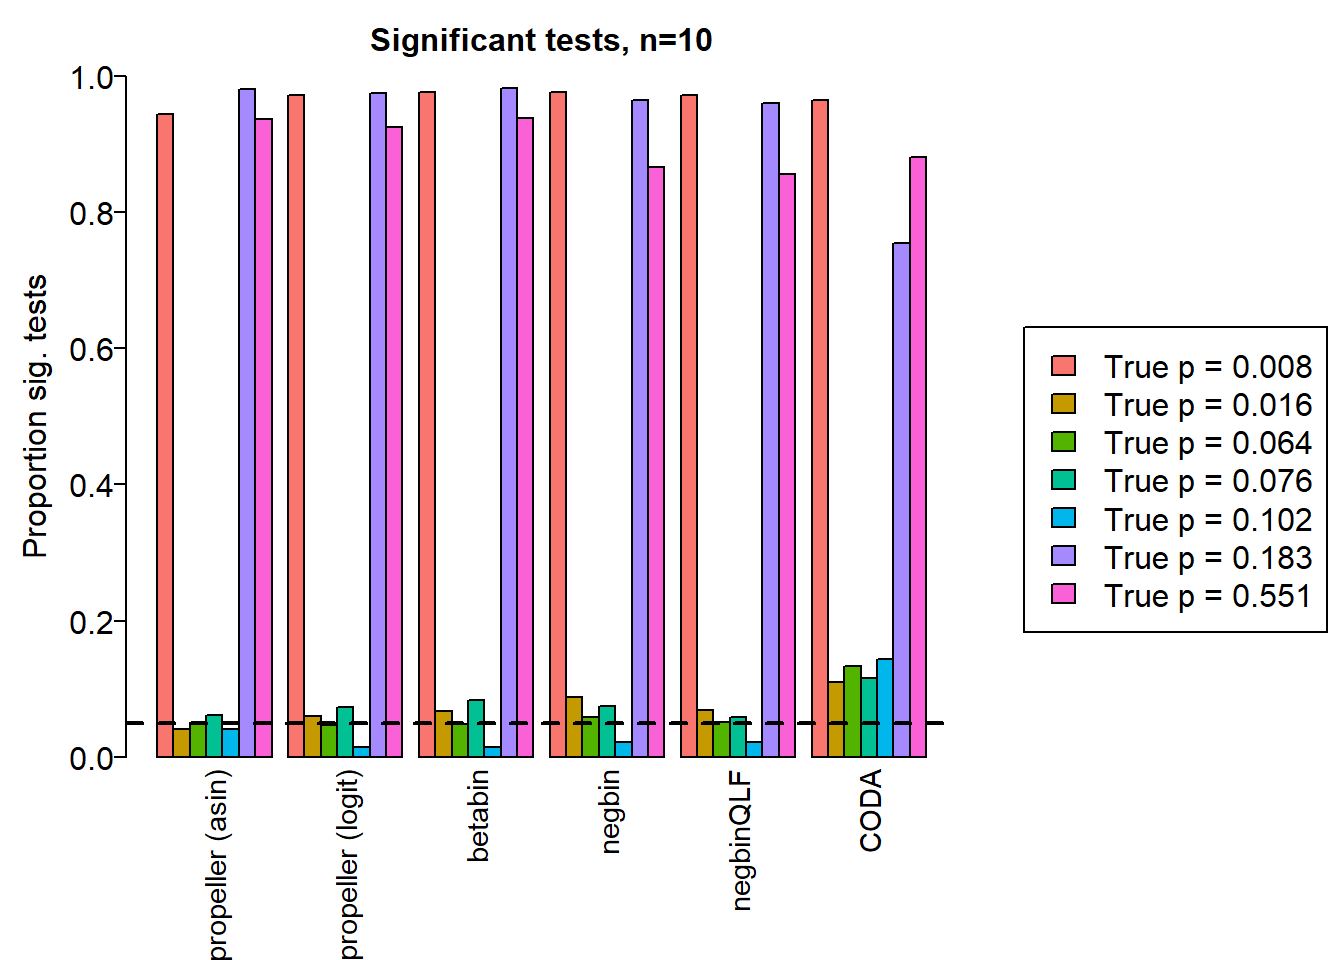 Significant tests, n=10
Proportion sig. tests
1.0
0.8
0.6
0.4
0.2
0.0
propeller (asin)
propeller (logit)
betabin
negbin
negbinQLF
CODA
True p = 0.008
True p = 0.016
True p = 0.064
True p = 0.076
True p = 0.102
True p = 0.183
True p = 0.551